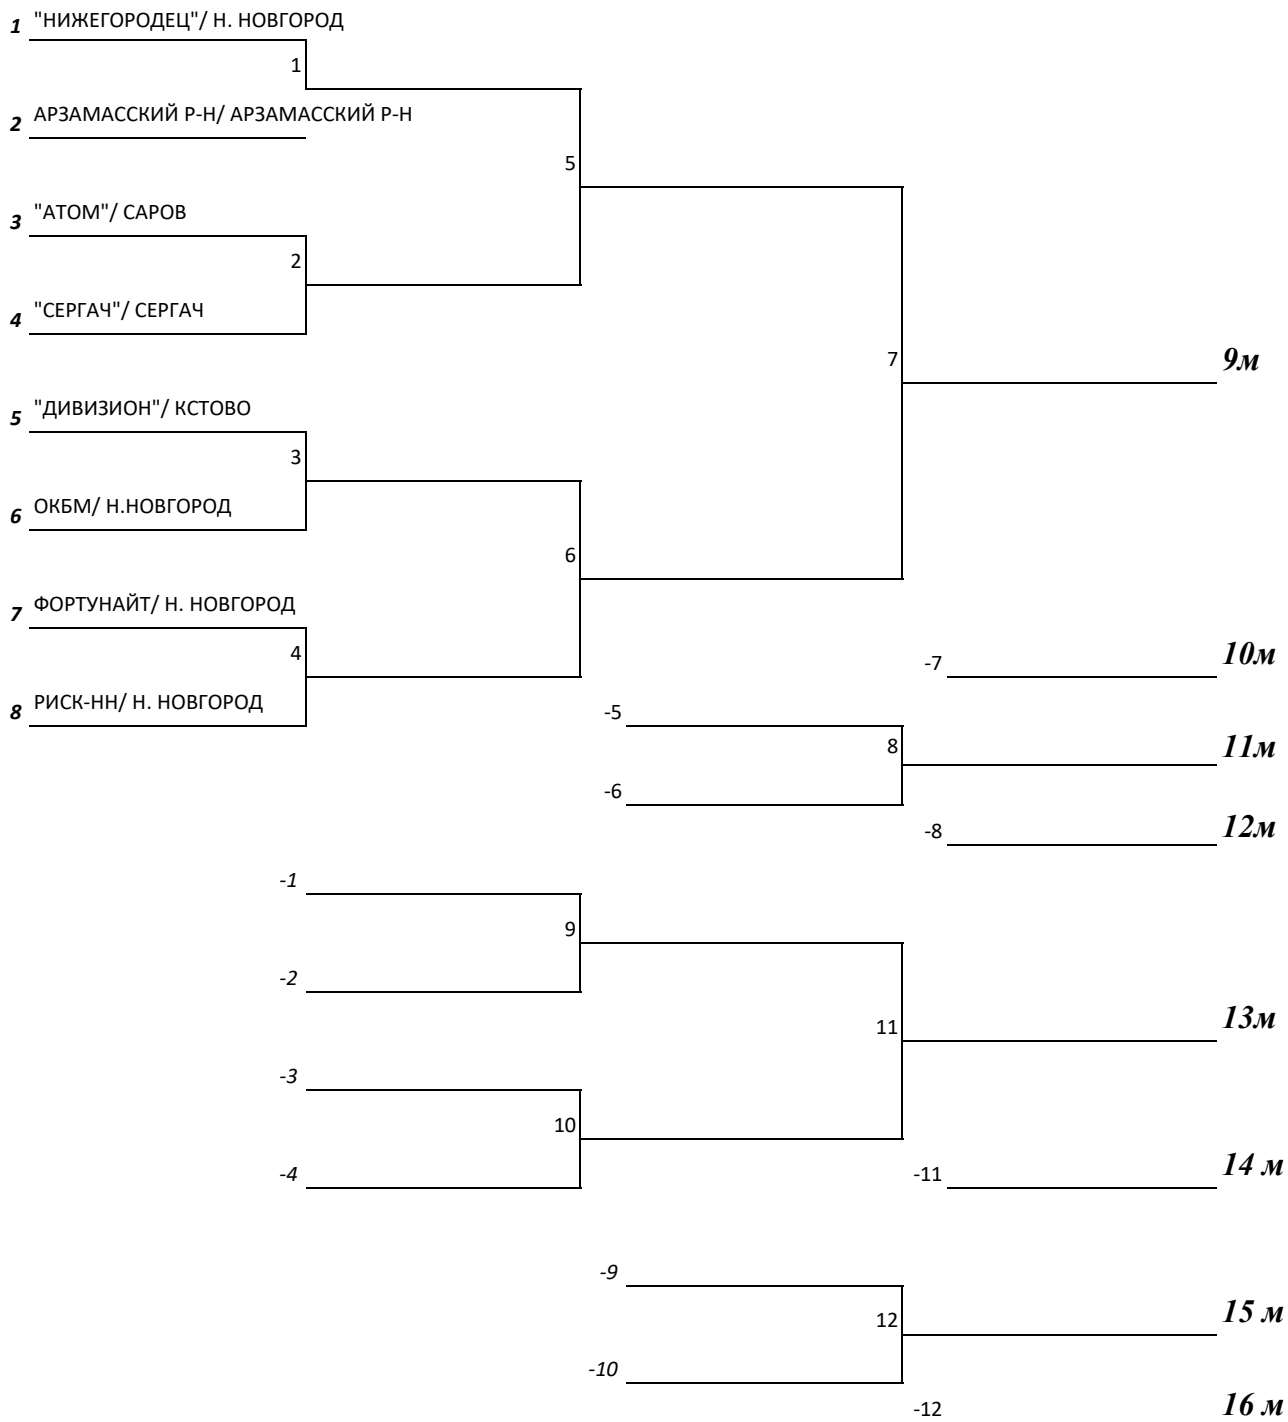 1 "НИЖЕГОРОДЕЦ"/ Н. НОВГОРОД
1
2 АРЗАМАССКИЙ Р-Н/ АРЗАМАССКИЙ Р-Н
5
3 "АТОМ"/ САРОВ
2
4 "СЕРГАЧ"/ СЕРГАЧ
7 9м
5 "ДИВИЗИОН"/ КСТОВО
3
6 ОКБМ/ Н.НОВГОРОД
6
7 ФОРТУНАЙТ/ Н. НОВГОРОД
4 -7 10м
8 РИСК-НН/ Н. НОВГОРОД
-5
8 11м
-6
-8 12м
-1
9
-2
11 13м
-3
10
-4 -11 14 м
-9
12 15 м
-10
-12 16 м